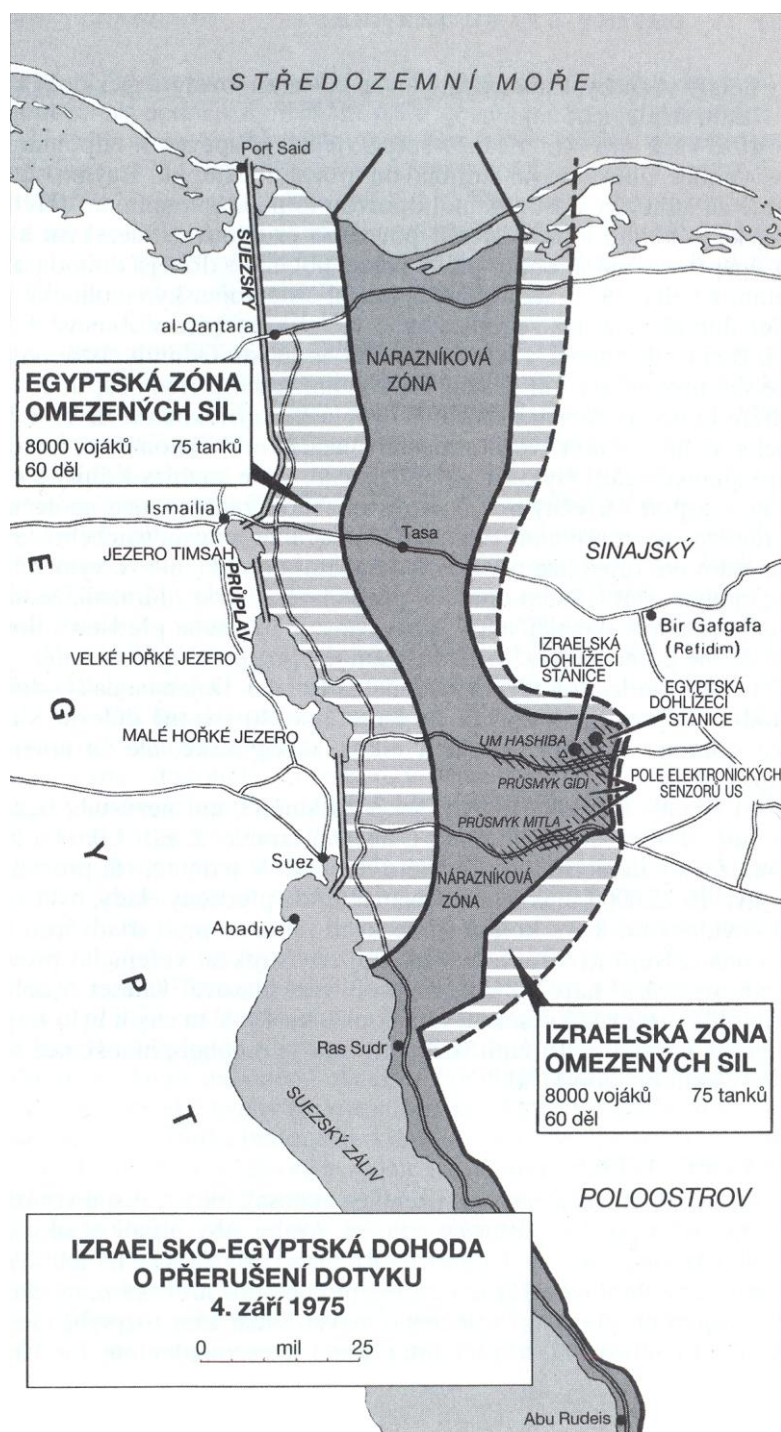 STŘEDOZEMNÍ MOŘE
Port Said
SUEZSKÝ
al-Qantara
NÁRAZNÍKOVÁ
ZÓNA
EGYPTSKÁ ZÓNA
OMEZENÝCH SIL
8000 vojáků 75 tanků
60 děl
Ismailia
Tasa
JEZERO TIMSAH
PRŮPLAV
SINAJSKÝ
Bir Gafgafa
(Refidim)
VELKÉ HOŘKÉ JEZERO
IZRAELSKÁ
DOHLÍŽECÍ
STANICE
EGYPTSKÁ
DOHLÍŽECÍ
STANICE
MALÉ HOŘKÉ JEZERO
UM HASHIBA
PRŮSMYK GIDI
POLE ELEKTRONICKÝCH
SENZORŮ US
PRŮSMYK MITLA
Suez
NÁRAZNÍKOVÁ
ZÓNA
Abadiye
EGYPT
Ras Sudr
IZRAELSKÁ ZÓNA
OMEZENÝCH SIL
8000 vojáků 75 tanků
60 děl
SUEZSKÝ ZÁLIV
POLOOSTROV
IZRAELSKO-EGYPTSKÁ DOHODA
O PŘERUŠENÍ DOTYKU
4. září 1975
0 mil 25
Abu Rudeis